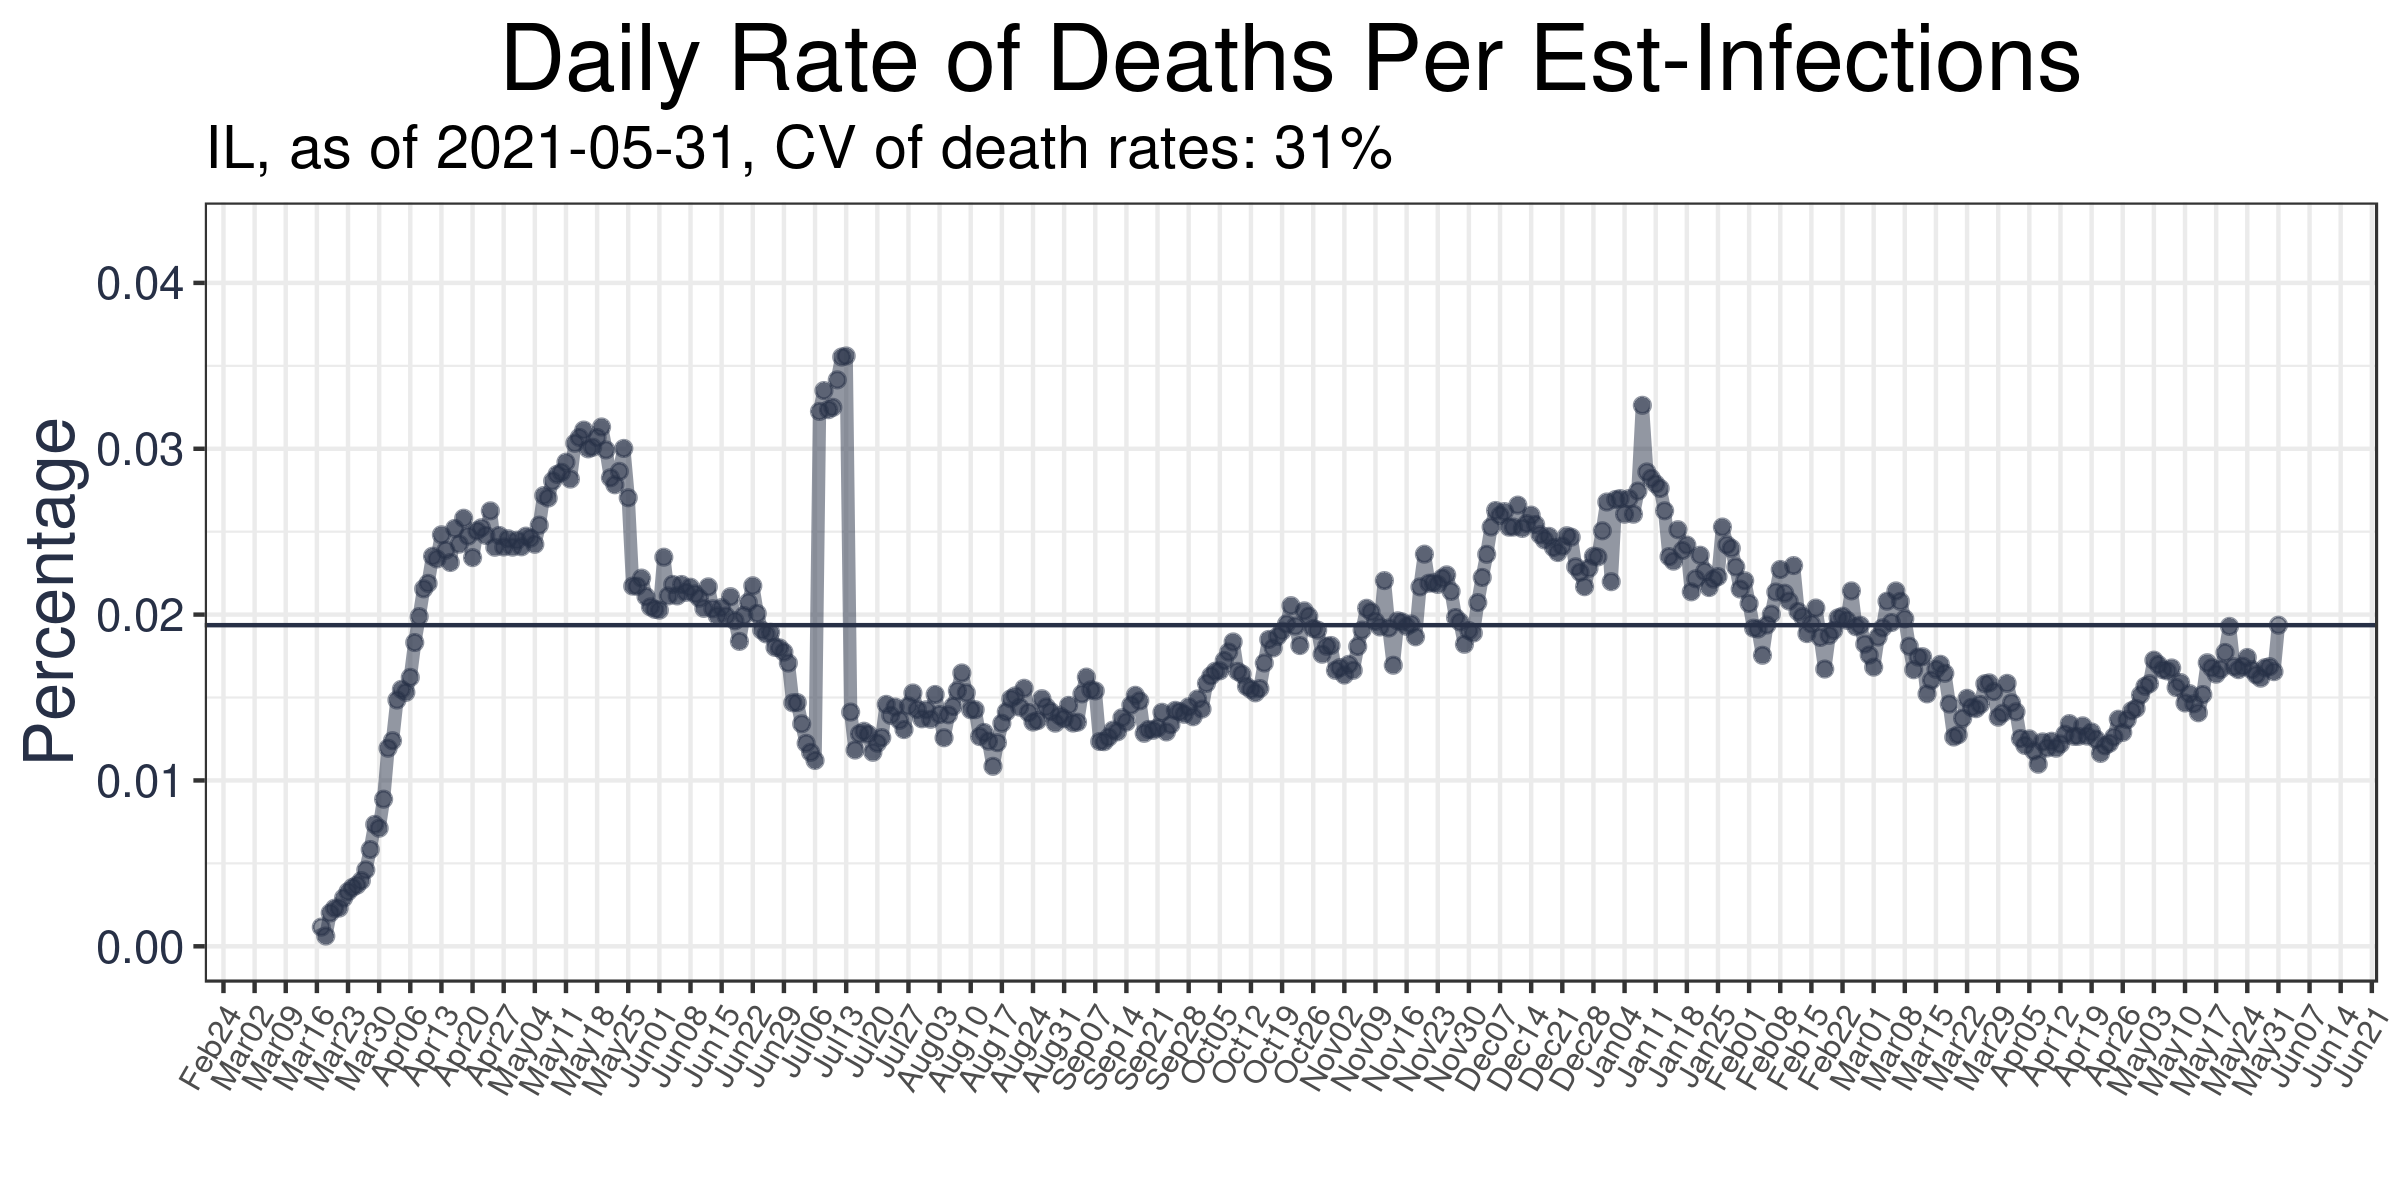 Daily Rate of Deaths Per Est-Infections
IL, as of 2021-05-31, CV of death rates: 31%
Percentage
0.04
0.03
0.02
0.01
0.00
Feb24
Mar02
Mar09
Mar16
Mar23
Mar30
Apr06
Apr13
Apr20
Apr27
May04
May11
May18
May25
Jun01
Jun08
Jun15
Jun22
Jun29
Jul06
Jul13
Jul20
Jul27
Aug03
Aug10
Aug17
Aug24
Aug31
Sep07
Sep14
Sep21
Sep28
Oct05
Oct12
Oct19
Oct26
Nov02
Nov09
Nov16
Nov23
Nov30
Dec07
Dec14
Dec21
Dec28
Jan04
Jan11
Jan18
Jan25
Feb01
Feb08
Feb15
Feb22
Mar01
Mar08
Mar15
Mar22
Mar29
Apr05
Apr12
Apr19
Apr26
May03
May10
May17
May24
May31
Jun07
Jun14
Jun21